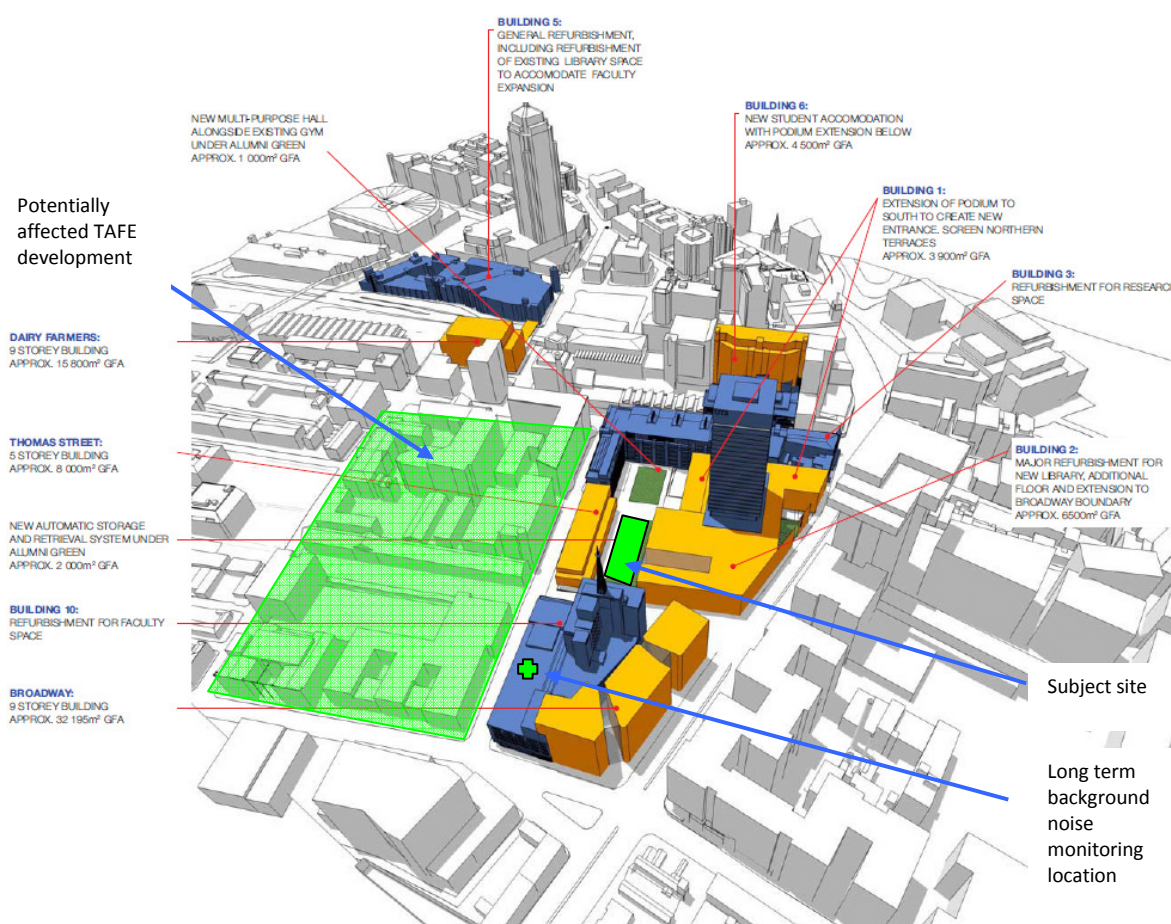 BUILDING 5:
GENERAL REFURBISHMENT,
INCLUDING REFURBISHMENT
OF EXISTING LIBRARY SPACE
TO ACCOMODATE FACULTY
EXPANSION
NEW MULTI-PURPOSE HALL
ALONGSIDE EXISTING GYM
UNDER ALUMNI GREEN
APPROX. 1 000m² GFA
BUILDING 6:
NEW STUDENT ACCOMODATION
WITH PODIUM EXTENSION BELOW
APPROX. 4 500m² GFA
BUILDING 1:
EXTENSION OF PODIUM TO
SOUTH TO CREATE NEW
ENTRANCE. SCREEN NORTHERN
TERRACES
APPROX. 3 900m² GFA
BUILDING 3:
REFURBISHMENT FOR RESEARCH
SPACE
Potentially
affected TAFE
development
DAIRY FARMERS:
9 STOREY BUILDING
APPROX. 15 800m² GFA
THOMAS STREET:
5 STOREY BUILDING
APPROX. 8 000m² GFA
BUILDING 2:
MAJOR REFURBISHMENT FOR
NEW LIBRARY, ADDITIONAL
FLOOR AND EXTENSION TO
BROADWAY BOUNDARY
APPROX. 6500m² GFA
NEW AUTOMATIC STORAGE
AND RETRIEVAL SYSTEM UNDER
ALUMNI GREEN
APPROX. 2 000m² GFA
BUILDING 10:
REFURBISHMENT FOR FACULTY
SPACE
BROADWAY:
9 STOREY BUILDING
APPROX. 32 195m² GFA
Subject site
Long term
background
noise
monitoring
location